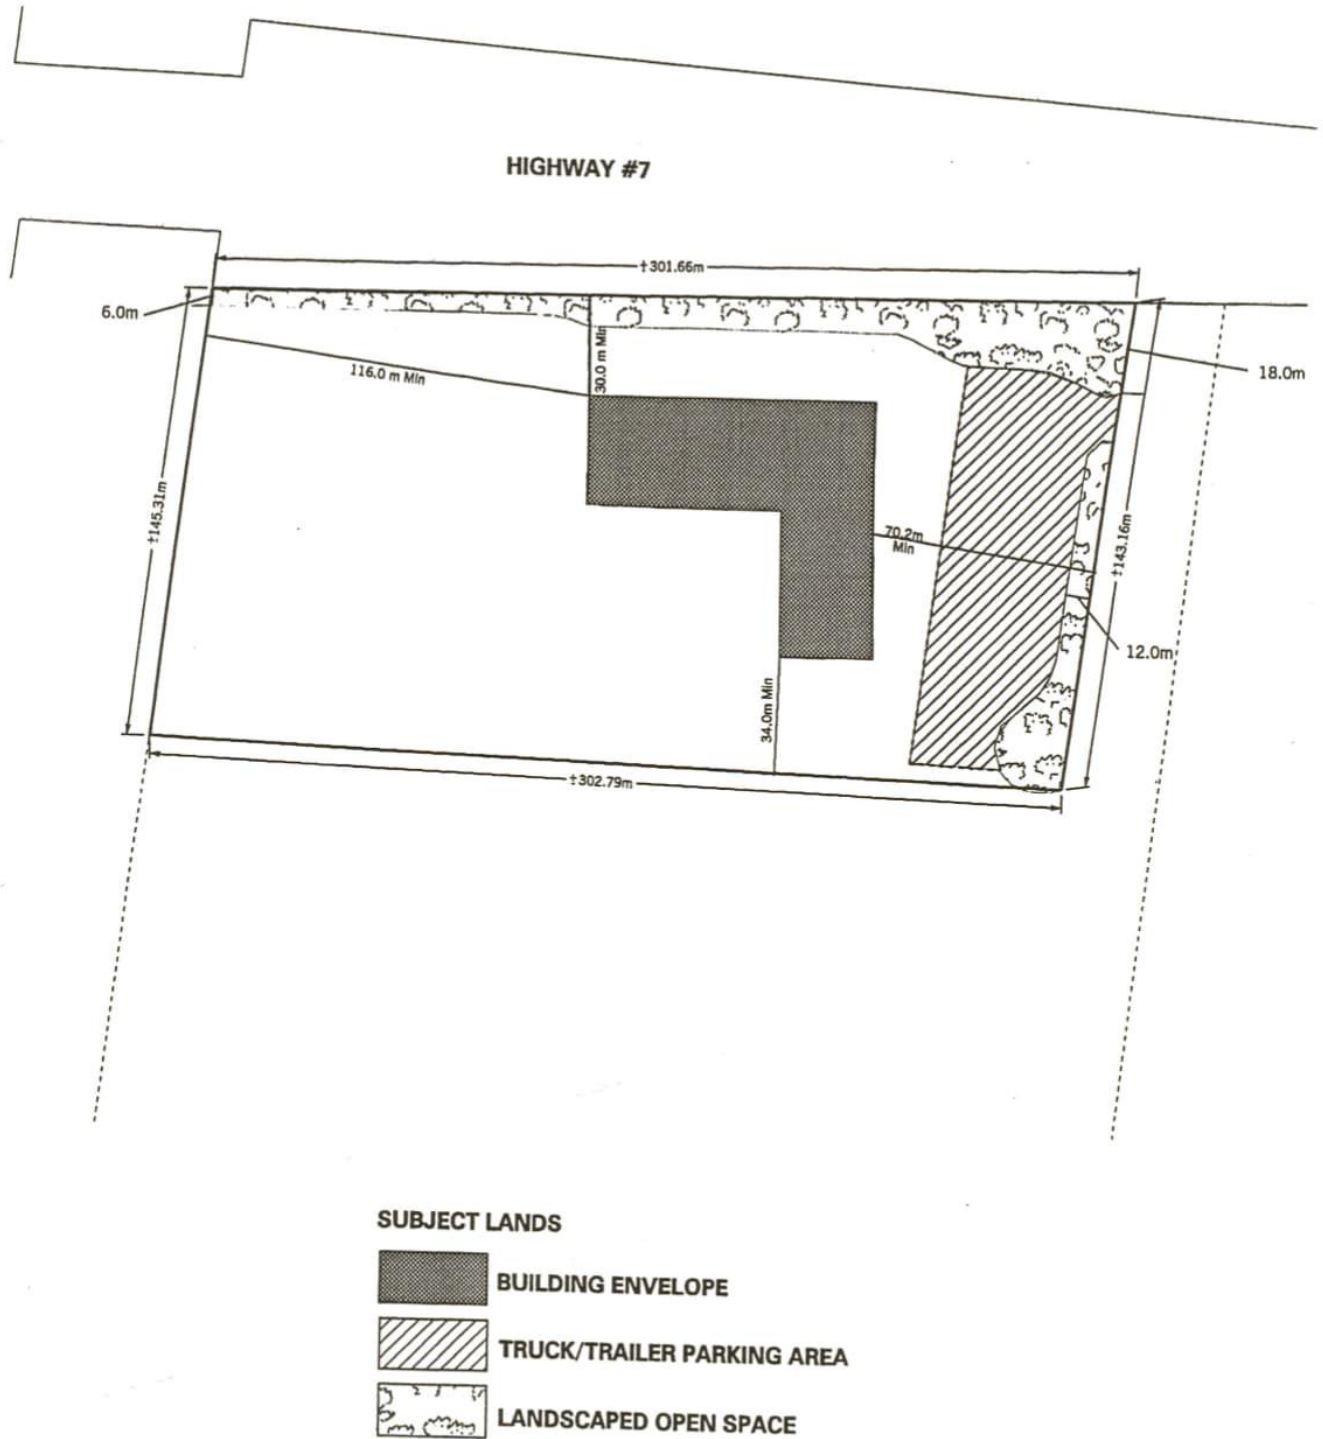 HIGHWAY #7
±301.66m
6.0m
116.0 m Min
30.0 m Min
18.0m
±145.31m
70.2m
Min
±143.16m
12.0m
34.0m Min
±302.79m
SUBJECT LANDS
BUILDING ENVELOPE
TRUCK/TRAILER PARKING AREA
LANDSCAPED OPEN SPACE